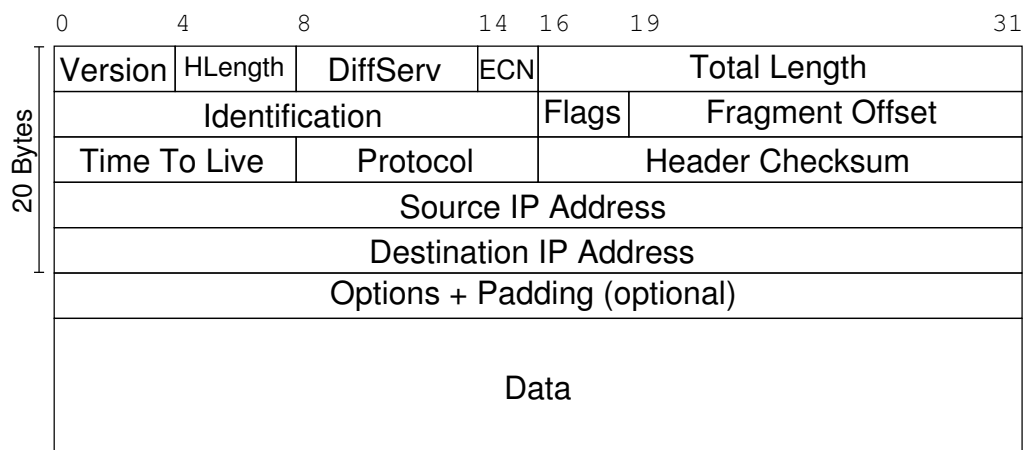 0 4 8 14 16 19 31
Version HLength DiffServ ECN Total Length
Identification Flags Fragment Offset
Time To Live Protocol Header Checksum
Source IP Address
Destination IP Address
20 Bytes
Options + Padding (optional)
Data